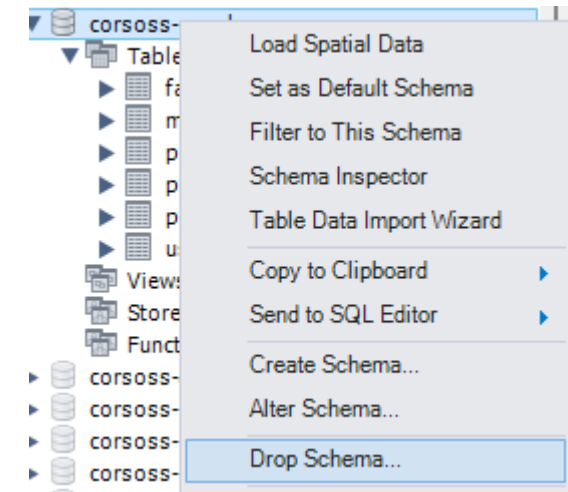 corsoss-
Load Spatial Data
Table
Set as Default Schema
fa
Filter to This Schema
m
Schema Inspector
p
p
Table Data Import Wizard
p
u
Copy to Clipboard
Views
Send to SQL Editor
Store
Funct
Create Schema...
corsoss-
Alter Schema...
corsoss-
corsoss-
Drop Schema...
corsoss-